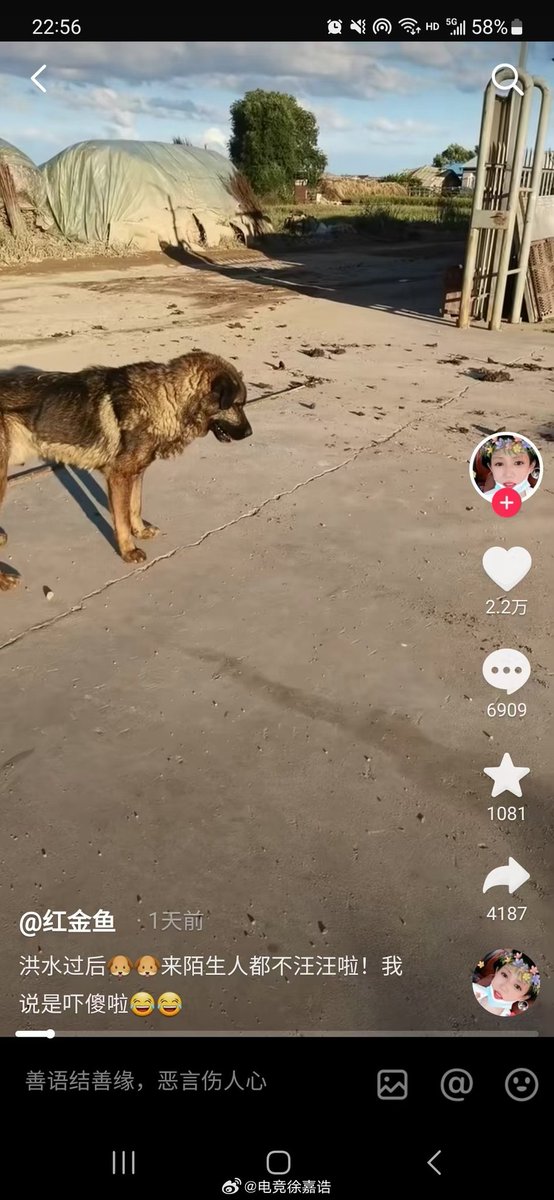 22:56
HD 5G 58%
2.2万
6909
1081
4187
@红金鱼 · 1天前
洪水过后🐶🐶来陌生人都不汪汪啦！我
说是吓傻啦😂😂
善语结善缘，恶言伤人心
@电竞徐嘉诰